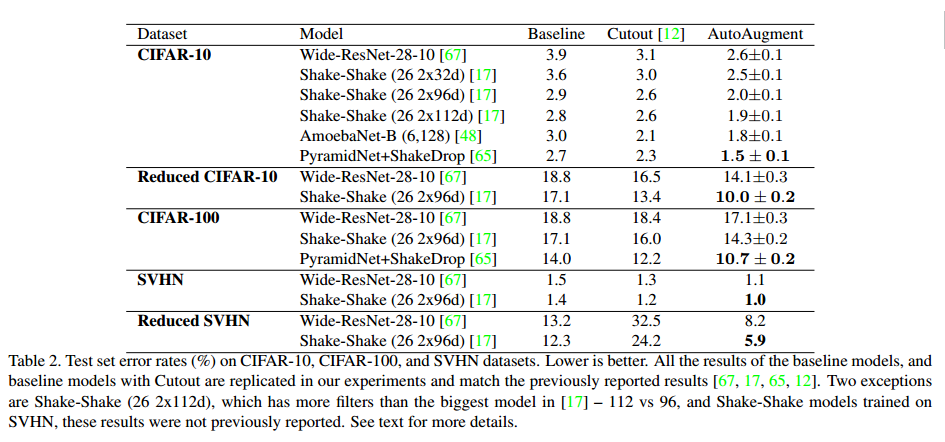 Dataset Model Baseline Cutout [12] AutoAugment
CIFAR-10 Wide-ResNet-28-10 [67] 3.9 3.1 2.6±0.1
Shake-Shake (26 2x32d) [17] 3.6 3.0 2.5±0.1
Shake-Shake (26 2x96d) [17] 2.9 2.6 2.0±0.1
Shake-Shake (26 2x112d) [17] 2.8 2.6 1.9±0.1
AmoebaNet-B (6,128) [48] 3.0 2.1 1.8±0.1
PyramidNet+ShakeDrop [65] 2.7 2.3 1.5 ± 0.1
Reduced CIFAR-10 Wide-ResNet-28-10 [67] 18.8 16.5 14.1±0.3
Shake-Shake (26 2x96d) [17] 17.1 13.4 10.0 ± 0.2
CIFAR-100 Wide-ResNet-28-10 [67] 18.8 18.4 17.1±0.3
Shake-Shake (26 2x96d) [17] 17.1 16.0 14.3±0.2
PyramidNet+ShakeDrop [65] 14.0 12.2 10.7 ± 0.2
SVHN Wide-ResNet-28-10 [67] 1.5 1.3 1.1
Shake-Shake (26 2x96d) [17] 1.4 1.2 1.0
Reduced SVHN Wide-ResNet-28-10 [67] 13.2 32.5 8.2
Shake-Shake (26 2x96d) [17] 12.3 24.2 5.9
Table 2. Test set error rates (%) on CIFAR-10, CIFAR-100, and SVHN datasets. Lower is better. All the results of the baseline models, and
baseline models with Cutout are replicated in our experiments and match the previously reported results [67, 17, 65, 12]. Two exceptions
are Shake-Shake (26 2x112d), which has more filters than the biggest model in [17] – 112 vs 96, and Shake-Shake models trained on
SVHN, these results were not previously reported. See text for more details.